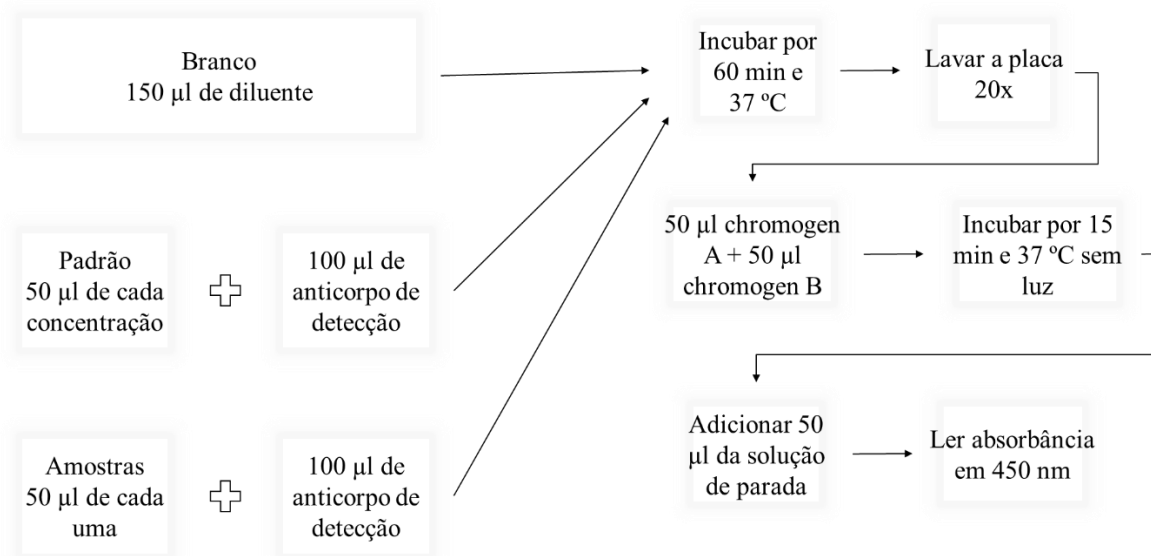 Branco
150 µl de diluente
Padrão
50 µl de cada
concentração
100 µl de
anticorpo de
detecção
Amostras
50 µl de cada
uma
100 µl de
anticorpo de
detecção
Incubar por
60 min e
37 ºC
Lavar a placa
20x
50 µl chromogen
A + 50 µl
chromogen B
Incubar por 15
min e 37 ºC sem
luz
Adicionar 50
µl da solução
de parada
Ler absorbância
em 450 nm